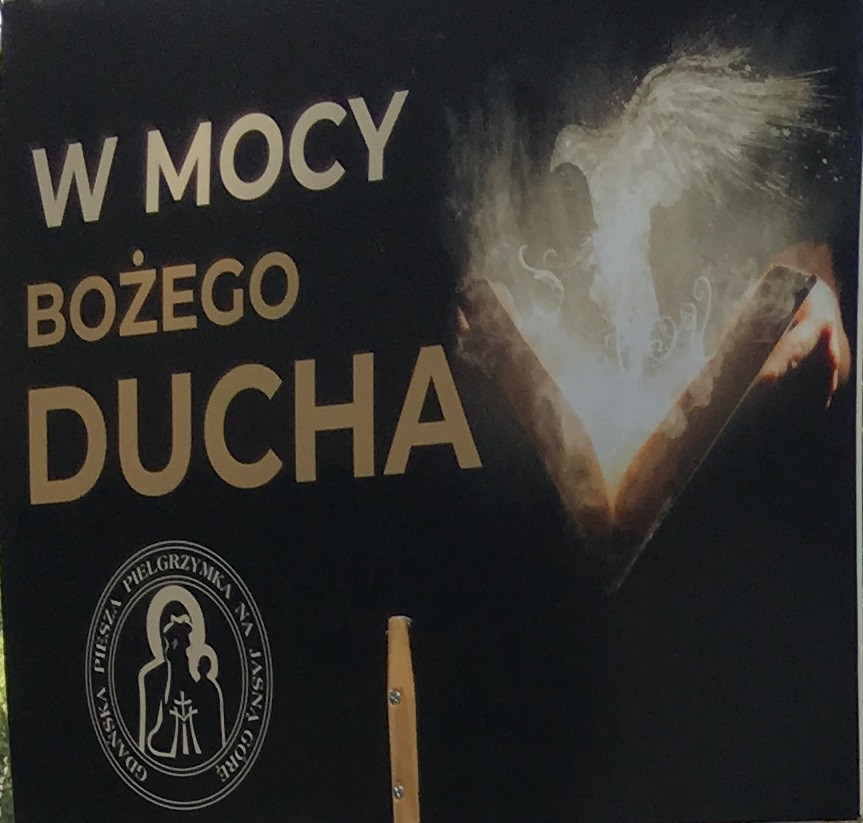 W MOCY
BOŻEGO
DUCHA
GDAŃSKA PIESZA PIELGRZYMKA NA JASNĄ GÓRĘ